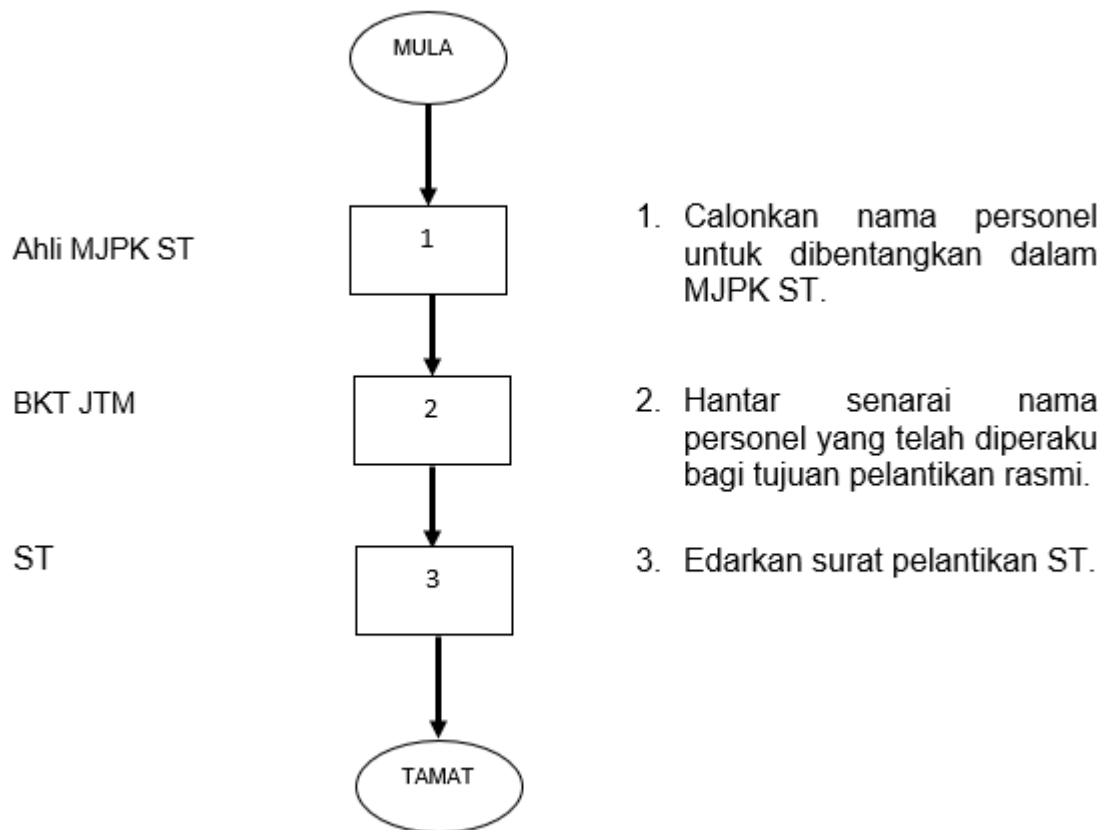 MULA
Ahli MJPK ST
1
1. Calonkan nama personel
untuk dibentangkan dalam
MJPK ST.
BKT JTM
2
2. Hantar senarai nama
personel yang telah diperaku
bagi tujuan pelantikan rasmi.
ST
3
3. Edarkan surat pelantikan ST.
TAMAT